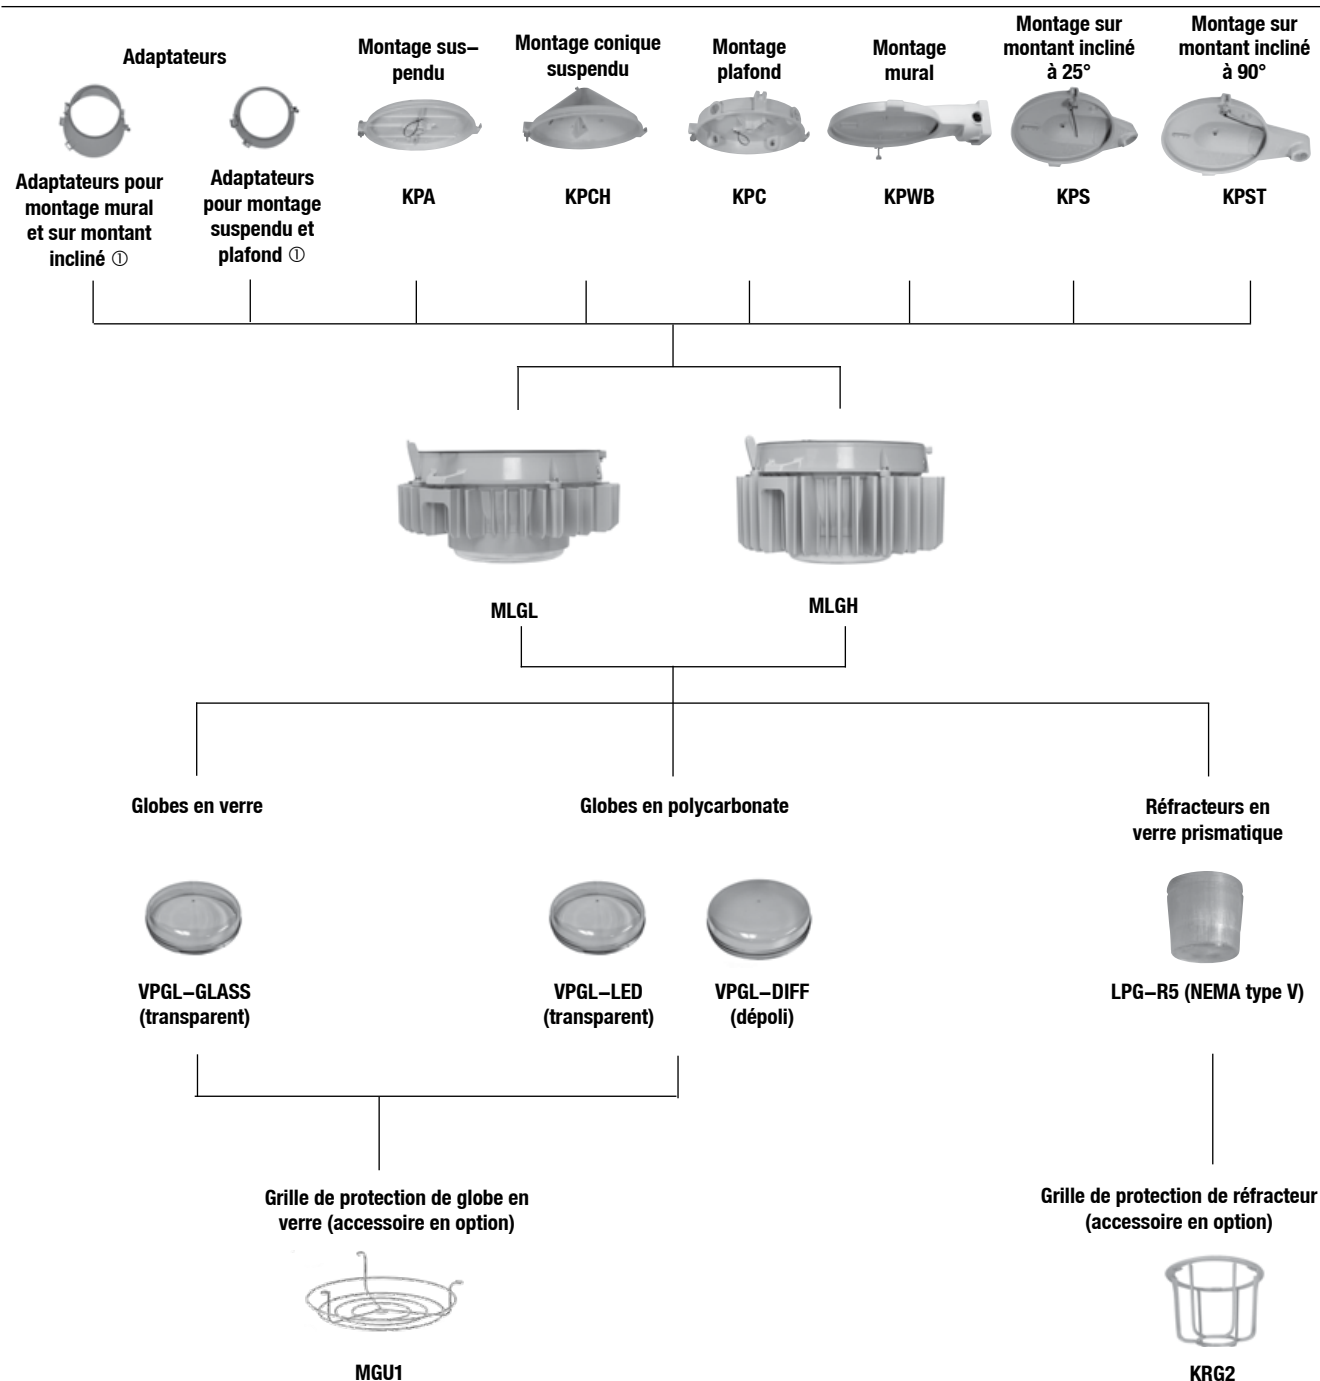 Adaptateurs
Adaptateurs pour
montage mural
et sur montant
incliné ①
Adaptateurs
pour montage
suspendu et
plafond ①
Montage sus–
pendu
KPA
Montage conique
suspendu
KPCH
Montage
plafond
KPC
Montage
mural
KPWB
Montage sur
montant incliné
à 25°
KPS
Montage sur
montant incliné
à 90°
KPST
MLGL
MLGH
Globes en verre
Globes en polycarbonate
Réfracteurs en
verre prismatique
VPGL–GLASS
(transparent)
VPGL–LED
(transparent)
VPGL–DIFF
(dépoli)
LPG–R5 (NEMA type V)
Grille de protection de globe en
verre (accessoire en option)
MGU1
Grille de protection de réfracteur
(accessoire en option)
KRG2